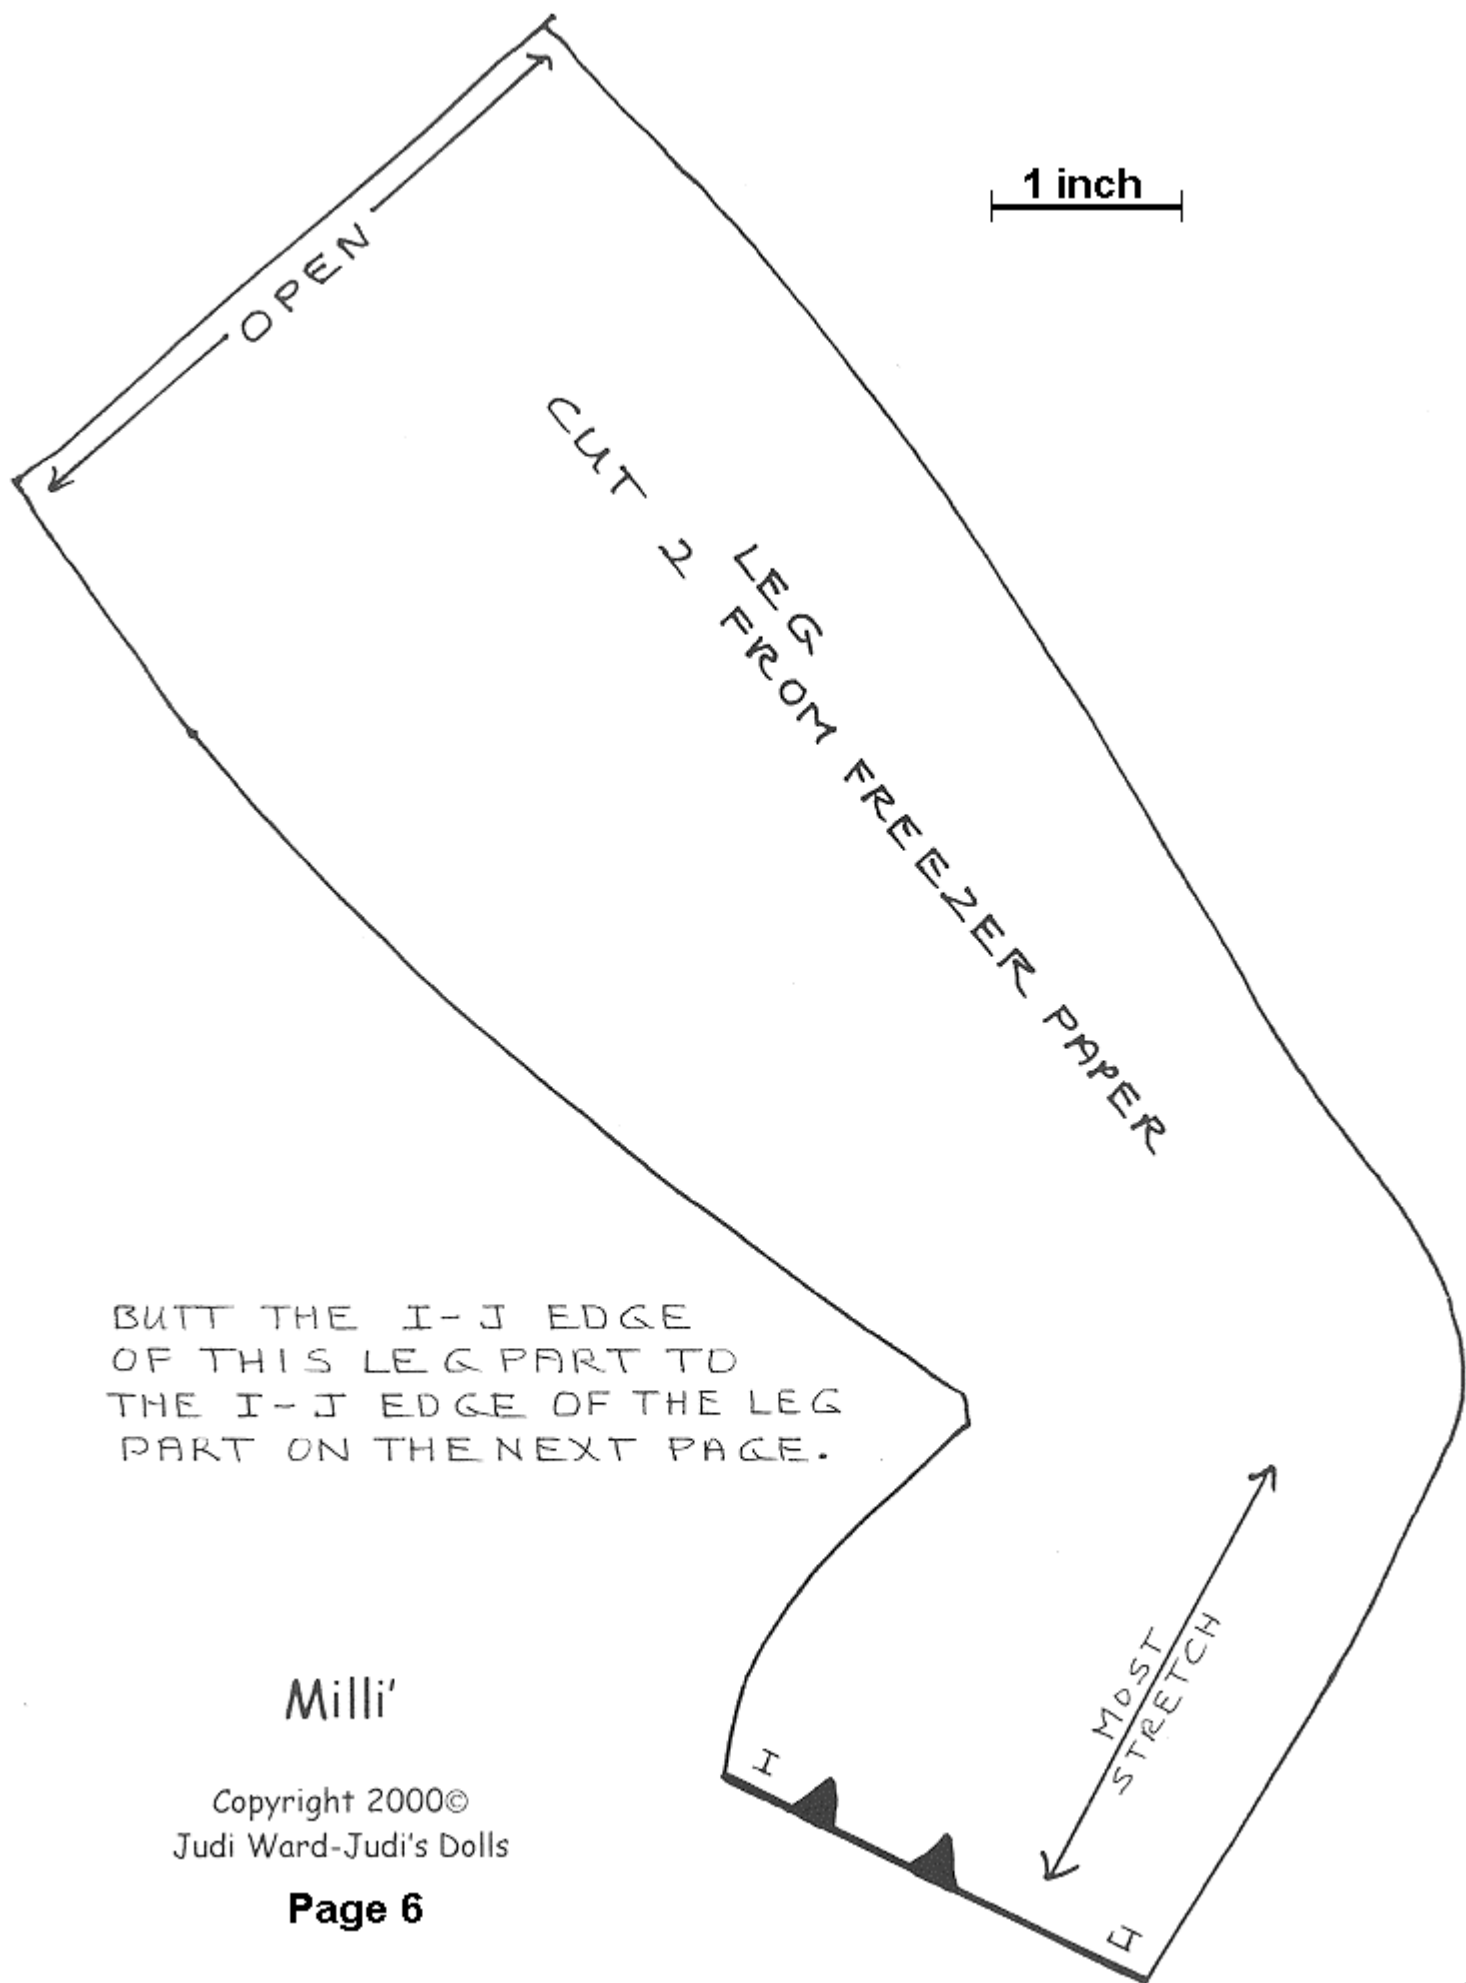 1 inch
OPEN
LEG
CUT 2 FROM FREEZER PAPER
BUTT THE I-J EDGE
OF THIS LEG PART TO
THE I-J EDGE OF THE LEG
PART ON THE NEXT PAGE.
MOST
STRETCH
I
J
Milli'
Copyright 2000©
Judi Ward-Judi's Dolls
Page 6